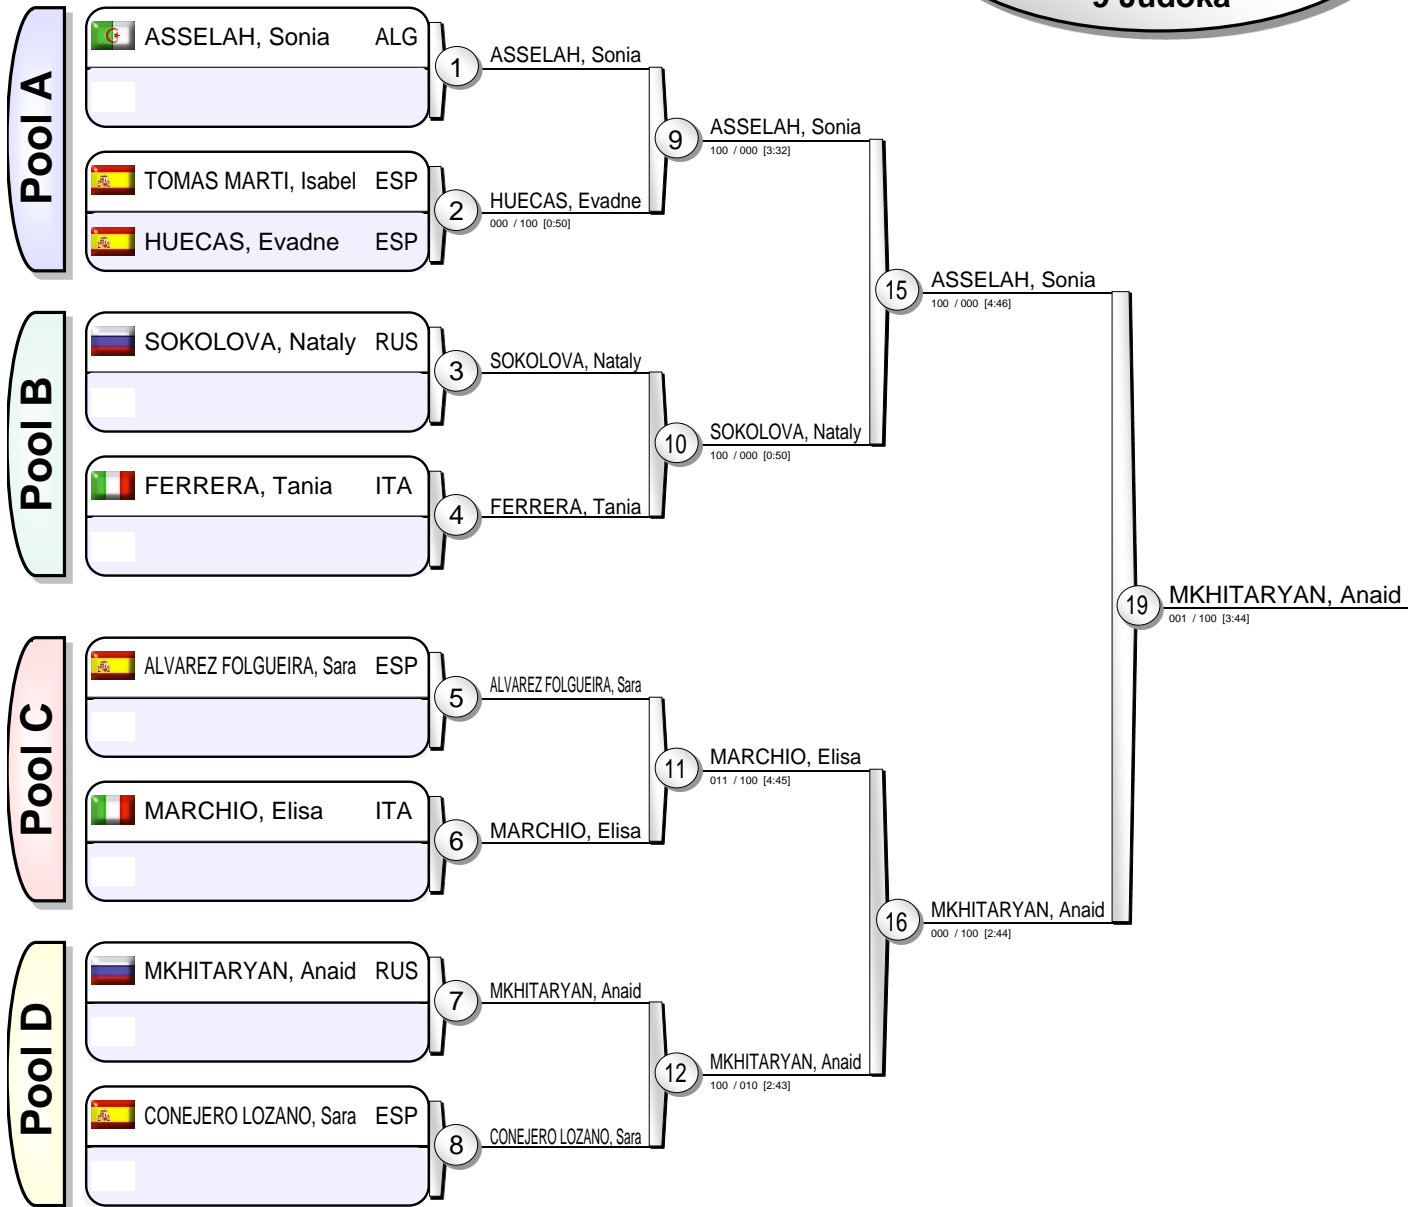 9 Judoka
Pool A
ASSELAH, Sonia ALG
TOMAS MARTI, Isabel ESP
HUECAS, Evadne ESP
1
ASSELAH, Sonia
2
HUECAS, Evadne
000 / 100 [0:50]
9
ASSELAH, Sonia
100 / 000 [3:32]
Pool B
SOKOLOVA, Nataly RUS
FERRERA, Tania ITA
3
SOKOLOVA, Nataly
4
FERRERA, Tania
10
SOKOLOVA, Nataly
100 / 000 [0:50]
15
ASSELAH, Sonia
100 / 000 [4:46]
Pool C
ALVAREZ FOLGUEIRA, Sara ESP
MARCHIO, Elisa ITA
5
ALVAREZ FOLGUEIRA, Sara
6
MARCHIO, Elisa
11
MARCHIO, Elisa
011 / 100 [4:45]
Pool D
MKHITARYAN, Anaid RUS
CONEJERO LOZANO, Sara ESP
7
MKHITARYAN, Anaid
8
CONEJERO LOZANO, Sara
12
MKHITARYAN, Anaid
100 / 010 [2:43]
16
MKHITARYAN, Anaid
000 / 100 [2:44]
19
MKHITARYAN, Anaid
001 / 100 [3:44]